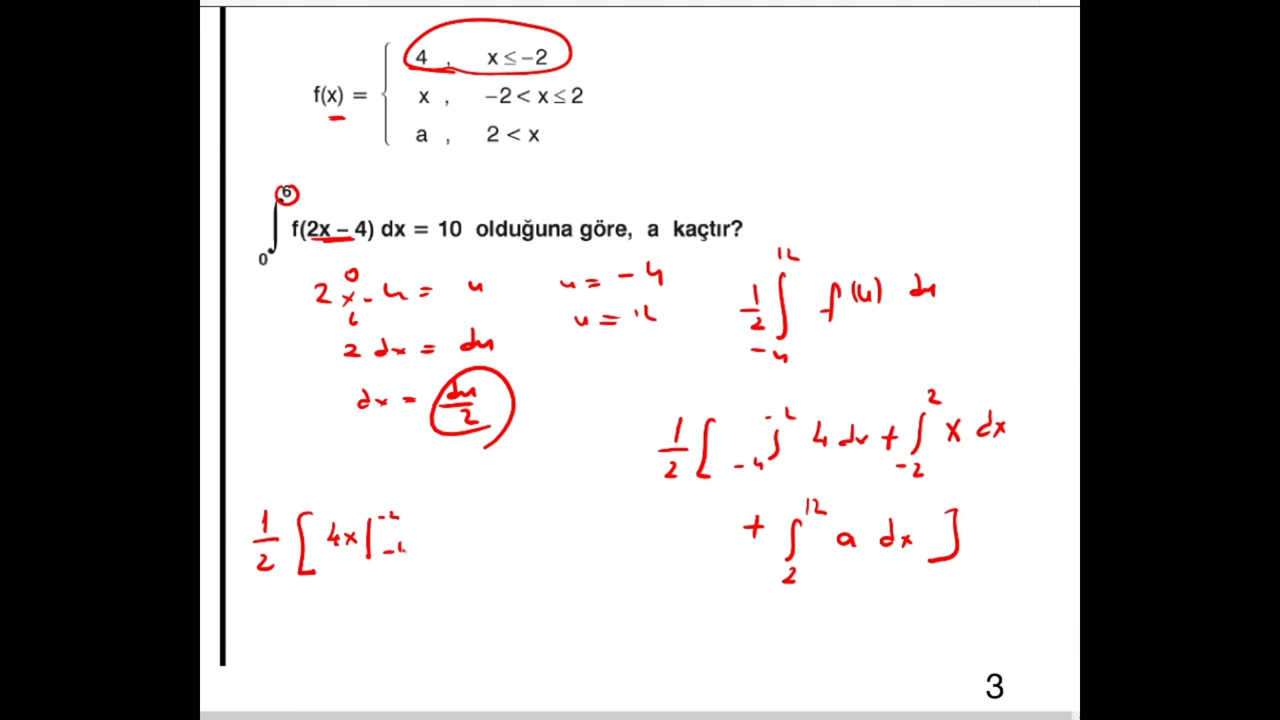 f(x) = { 4 , x ≤ −2
x , −2 < x ≤ 2
a , 2 < x
∫₀⁶ f(2x − 4) dx = 10 olduğuna göre, a kaçtır?
0
2x - 4 = u
6
u = -4
u = 12
2 dx = du
dx = du/2
1/2 ∫₋₄¹² f(u) du
1/2 [ ₋₄∫⁻² 4 dx + ∫₋₂² x dx
+ ∫₂¹² a dx ]
1/2 [ 4x |₋₄⁻²
3